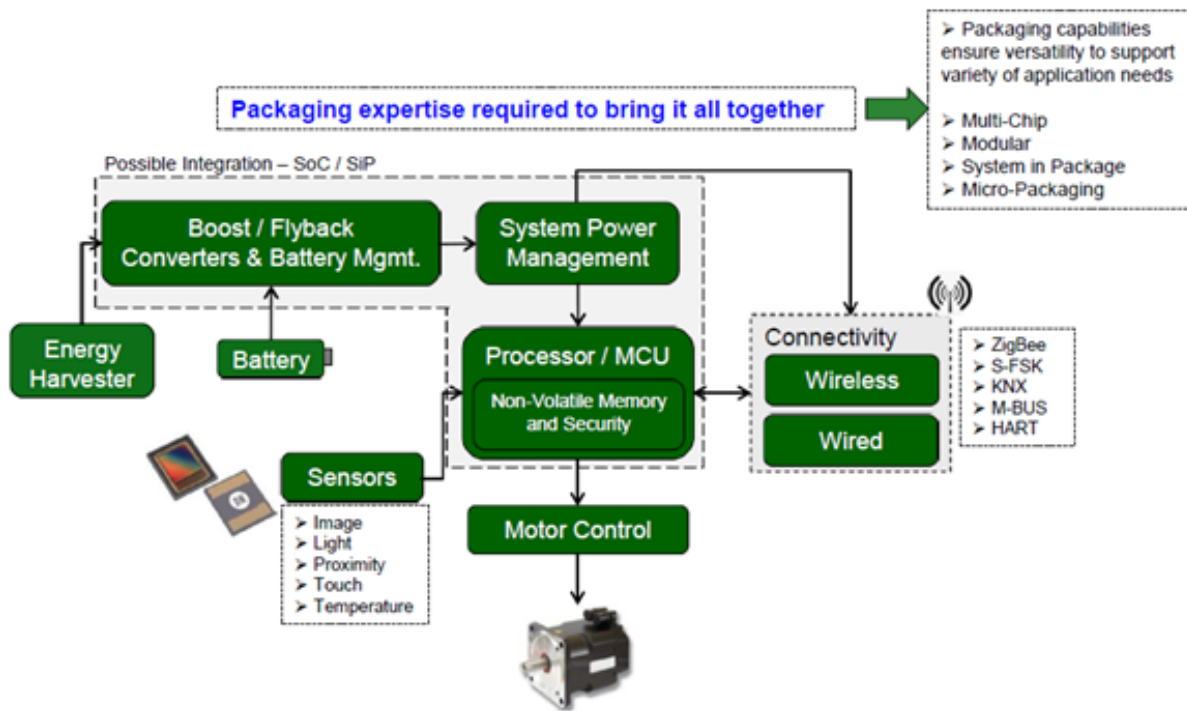 ➢ Packaging capabilities
ensure versatility to support
variety of application needs
➢ Multi-Chip
➢ Modular
➢ System in Package
➢ Micro-Packaging
Packaging expertise required to bring it all together
Possible Integration – SoC / SiP
Boost / Flyback
Converters & Battery Mgmt.
System Power
Management
Energy
Harvester
Battery
Processor / MCU
Non-Volatile Memory
and Security
Connectivity
Wireless
Wired
➢ ZigBee
➢ S-FSK
➢ KNX
➢ M-BUS
➢ HART
Sensors
➢ Image
➢ Light
➢ Proximity
➢ Touch
➢ Temperature
Motor Control